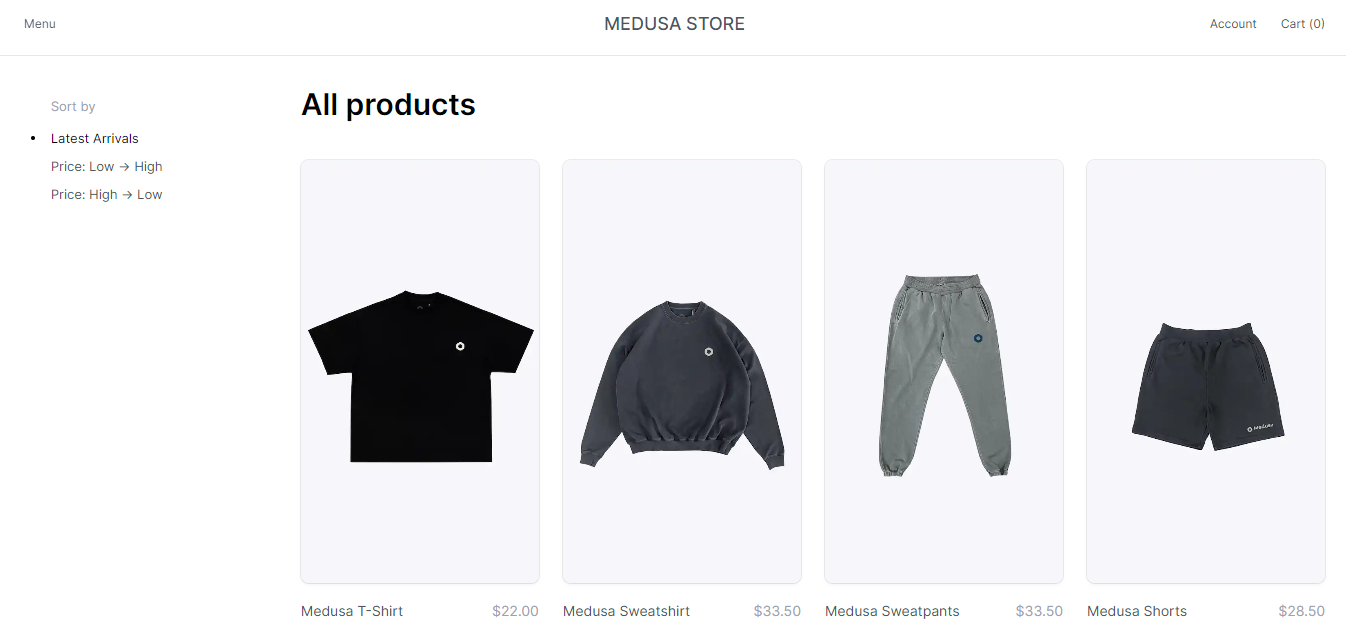 Menu
MEDUSA STORE
Account
Cart (0)
Sort by
Latest Arrivals
Price: Low → High
Price: High → Low
All products
Medusa T-Shirt $22.00
Medusa Sweatshirt $33.50
Medusa Sweatpants $33.50
Medusa Shorts $28.50